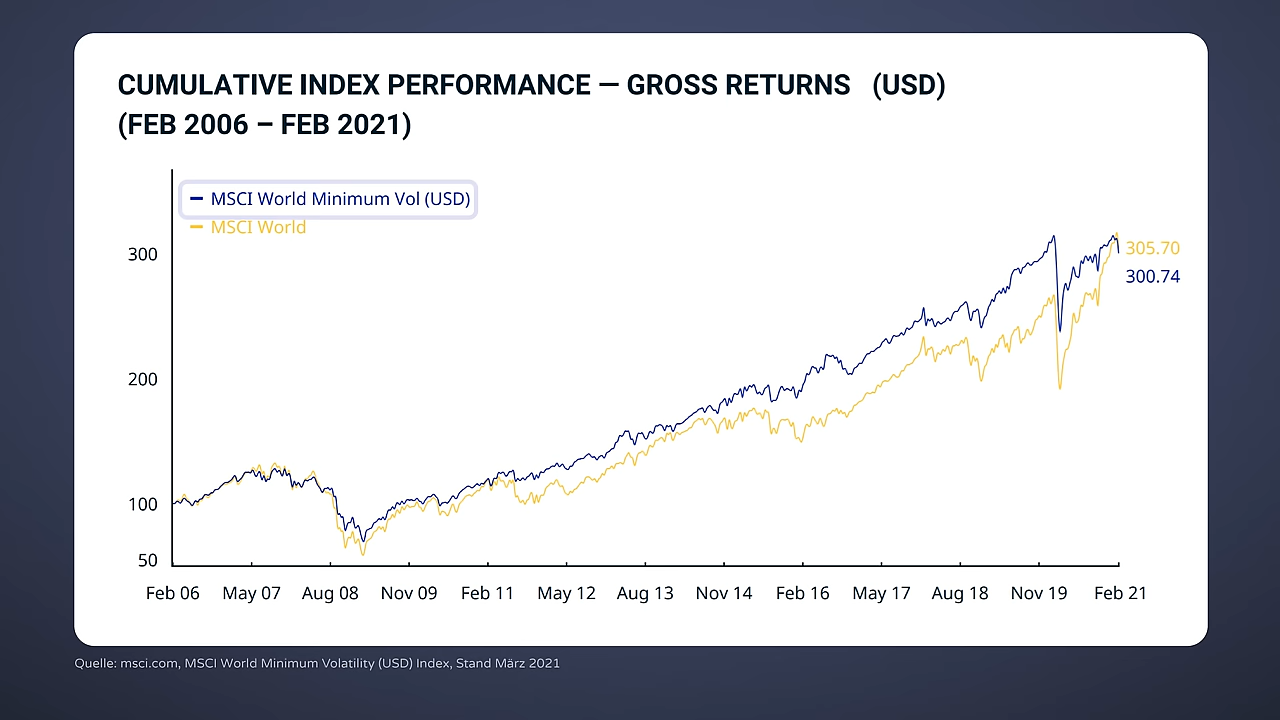 CUMULATIVE INDEX PERFORMANCE — GROSS RETURNS (USD)
(FEB 2006 – FEB 2021)
MSCI World Minimum Vol (USD)
MSCI World
300
200
100
50
305.70
300.74
Feb 06 May 07 Aug 08 Nov 09 Feb 11 May 12 Aug 13 Nov 14 Feb 16 May 17 Aug 18 Nov 19 Feb 21
Quelle: msci.com, MSCI World Minimum Volatility (USD) Index, Stand März 2021